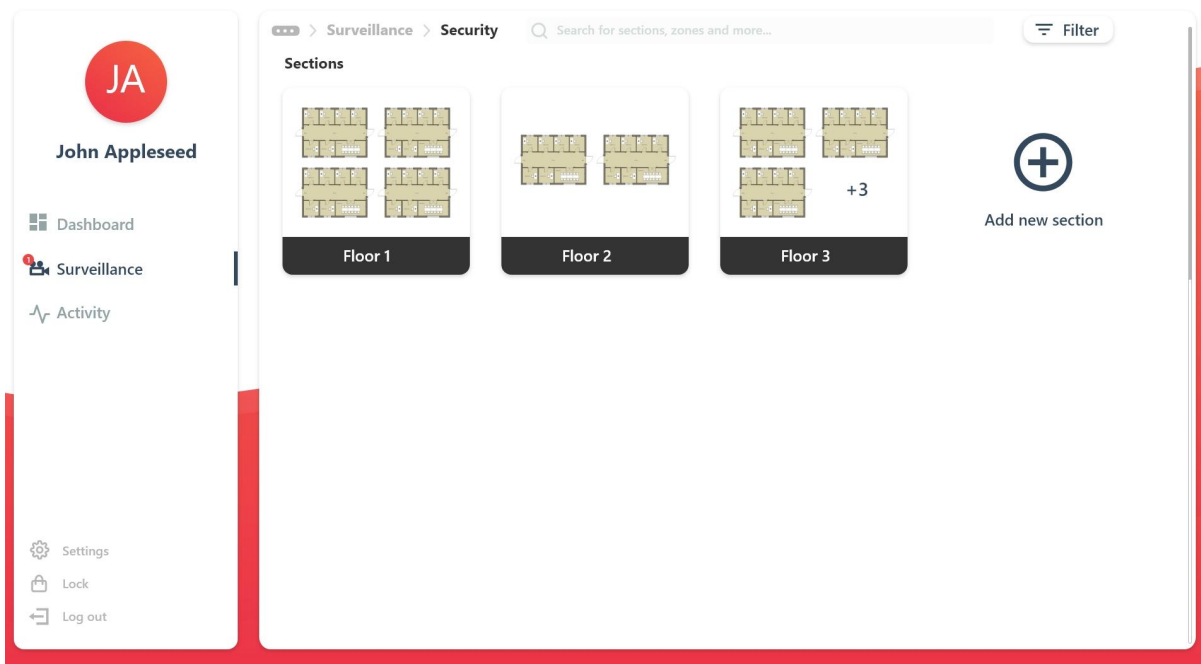 JA
John Appleseed
Dashboard
1
Surveillance
Activity
Settings
Lock
Log out
Surveillance > Security
Search for sections, zones and more...
Filter
Sections
+3
Floor 1
Floor 2
Floor 3
Add new section